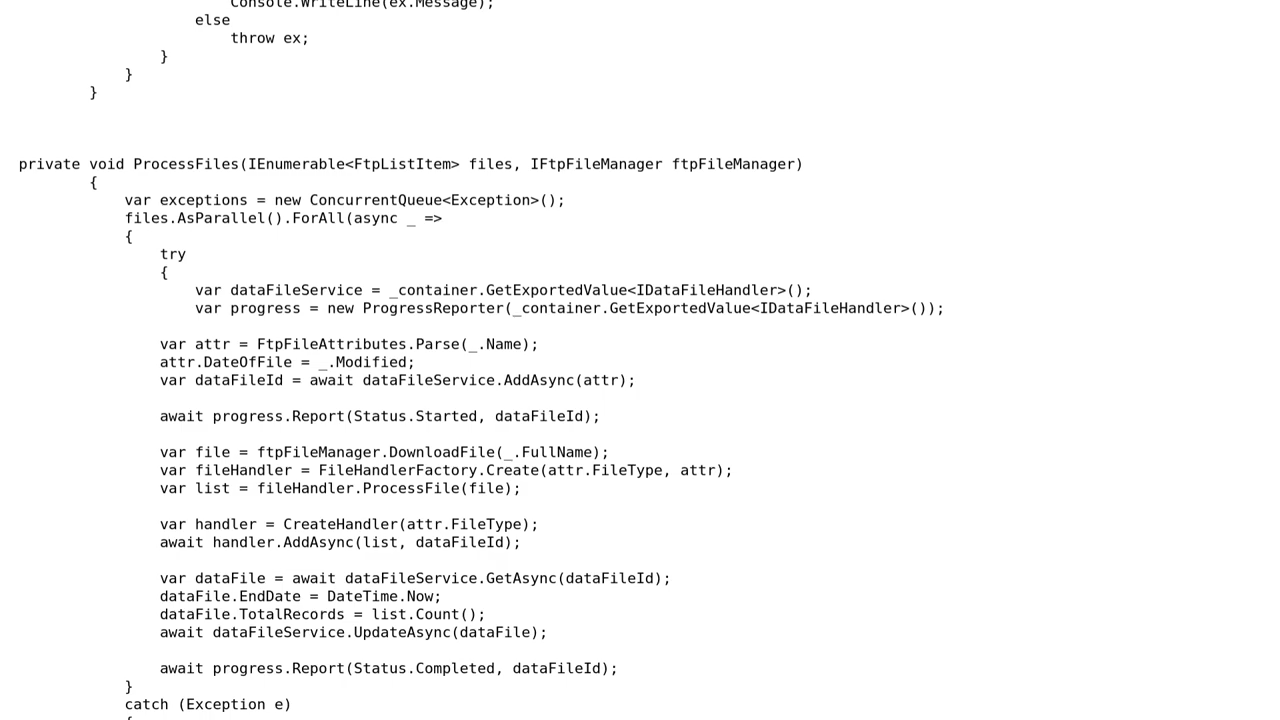 Console.WriteLine(ex.Message);
else
throw ex;
}
}
}
private void ProcessFiles(IEnumerable<FtpListItem> files, IFtpFileManager ftpFileManager)
{
var exceptions = new ConcurrentQueue<Exception>();
files.AsParallel().ForAll(async _ =>
{
try
{
var dataFileService = _container.GetExportedValue<IDataFileHandler>();
var progress = new ProgressReporter(_container.GetExportedValue<IDataFileHandler>());
var attr = FtpFileAttributes.Parse(_.Name);
attr.DateOfFile = _.Modified;
var dataFileId = await dataFileService.AddAsync(attr);
await progress.Report(Status.Started, dataFileId);
var file = ftpFileManager.DownloadFile(_.FullName);
var fileHandler = FileHandlerFactory.Create(attr.FileType, attr);
var list = fileHandler.ProcessFile(file);
var handler = CreateHandler(attr.FileType);
await handler.AddAsync(list, dataFileId);
var dataFile = await dataFileService.GetAsync(dataFileId);
dataFile.EndDate = DateTime.Now;
dataFile.TotalRecords = list.Count();
await dataFileService.UpdateAsync(dataFile);
await progress.Report(Status.Completed, dataFileId);
}
catch (Exception e)
{